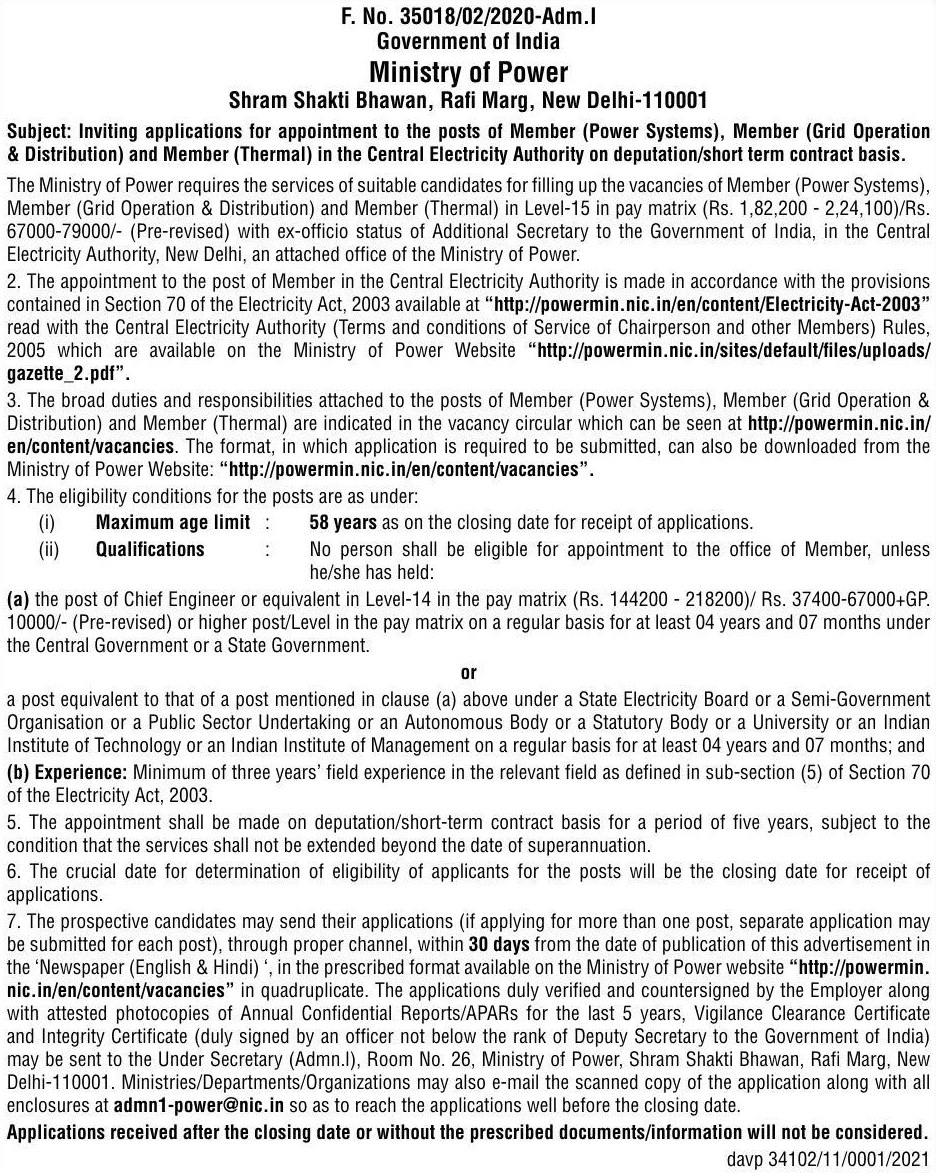 F. No. 35018/02/2020-Adm.I
Government of India
Ministry of Power
Shram Shakti Bhawan, Rafi Marg, New Delhi-110001
Subject: Inviting applications for appointment to the posts of Member (Power Systems), Member (Grid Operation
& Distribution) and Member (Thermal) in the Central Electricity Authority on deputation/short term contract basis.
The Ministry of Power requires the services of suitable candidates for filling up the vacancies of Member (Power Systems),
Member (Grid Operation & Distribution) and Member (Thermal) in Level-15 in pay matrix (Rs. 1,82,200 - 2,24,100)/Rs.
67000-79000/- (Pre-revised) with ex-officio status of Additional Secretary to the Government of India, in the Central
Electricity Authority, New Delhi, an attached office of the Ministry of Power.
2. The appointment to the post of Member in the Central Electricity Authority is made in accordance with the provisions
contained in Section 70 of the Electricity Act, 2003 available at “http://powermin.nic.in/en/content/Electricity-Act-2003”
read with the Central Electricity Authority (Terms and conditions of Service of Chairperson and other Members) Rules,
2005 which are available on the Ministry of Power Website “http://powermin.nic.in/sites/default/files/uploads/
gazette_2.pdf”.
3. The broad duties and responsibilities attached to the posts of Member (Power Systems), Member (Grid Operation &
Distribution) and Member (Thermal) are indicated in the vacancy circular which can be seen at http://powermin.nic.in/
en/content/vacancies. The format, in which application is required to be submitted, can also be downloaded from the
Ministry of Power Website: “http://powermin.nic.in/en/content/vacancies”.
4. The eligibility conditions for the posts are as under:
(i) Maximum age limit : 58 years as on the closing date for receipt of applications.
(ii) Qualifications : No person shall be eligible for appointment to the office of Member, unless
he/she has held:
(a) the post of Chief Engineer or equivalent in Level-14 in the pay matrix (Rs. 144200 - 218200)/ Rs. 37400-67000+GP.
10000/- (Pre-revised) or higher post/Level in the pay matrix on a regular basis for at least 04 years and 07 months under
the Central Government or a State Government.
or
a post equivalent to that of a post mentioned in clause (a) above under a State Electricity Board or a Semi-Government
Organisation or a Public Sector Undertaking or an Autonomous Body or a Statutory Body or a University or an Indian
Institute of Technology or an Indian Institute of Management on a regular basis for at least 04 years and 07 months; and
(b) Experience: Minimum of three years’ field experience in the relevant field as defined in sub-section (5) of Section 70
of the Electricity Act, 2003.
5. The appointment shall be made on deputation/short-term contract basis for a period of five years, subject to the
condition that the services shall not be extended beyond the date of superannuation.
6. The crucial date for determination of eligibility of applicants for the posts will be the closing date for receipt of
applications.
7. The prospective candidates may send their applications (if applying for more than one post, separate application may
be submitted for each post), through proper channel, within 30 days from the date of publication of this advertisement in
the ‘Newspaper (English & Hindi) ‘, in the prescribed format available on the Ministry of Power website “http://powermin.
nic.in/en/content/vacancies” in quadruplicate. The applications duly verified and countersigned by the Employer along
with attested photocopies of Annual Confidential Reports/APARs for the last 5 years, Vigilance Clearance Certificate
and Integrity Certificate (duly signed by an officer not below the rank of Deputy Secretary to the Government of India)
may be sent to the Under Secretary (Admn.I), Room No. 26, Ministry of Power, Shram Shakti Bhawan, Rafi Marg, New
Delhi-110001. Ministries/Departments/Organizations may also e-mail the scanned copy of the application along with all
enclosures at admn1-power@nic.in so as to reach the applications well before the closing date.
Applications received after the closing date or without the prescribed documents/information will not be considered.
davp 34102/11/0001/2021